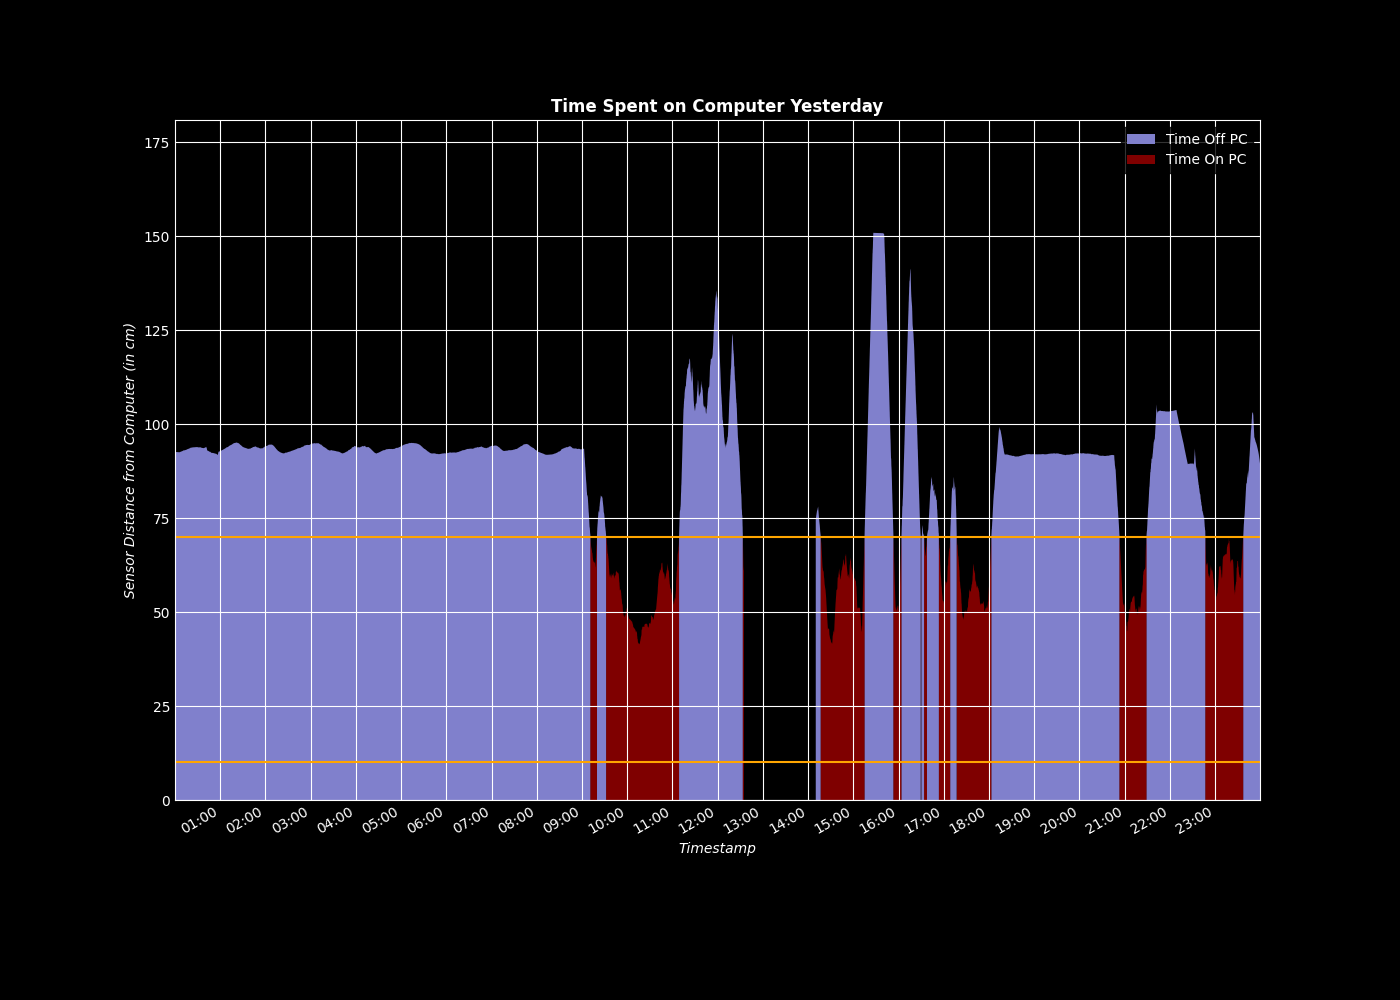 Time Spent on Computer Yesterday
Time Off PC
Time On PC
175
150
125
100
75
50
25
0
Sensor Distance from Computer (in cm)
01:00 02:00 03:00 04:00 05:00 06:00 07:00 08:00 09:00 10:00 11:00 12:00 13:00 14:00 15:00 16:00 17:00 18:00 19:00 20:00 21:00 22:00 23:00
Timestamp